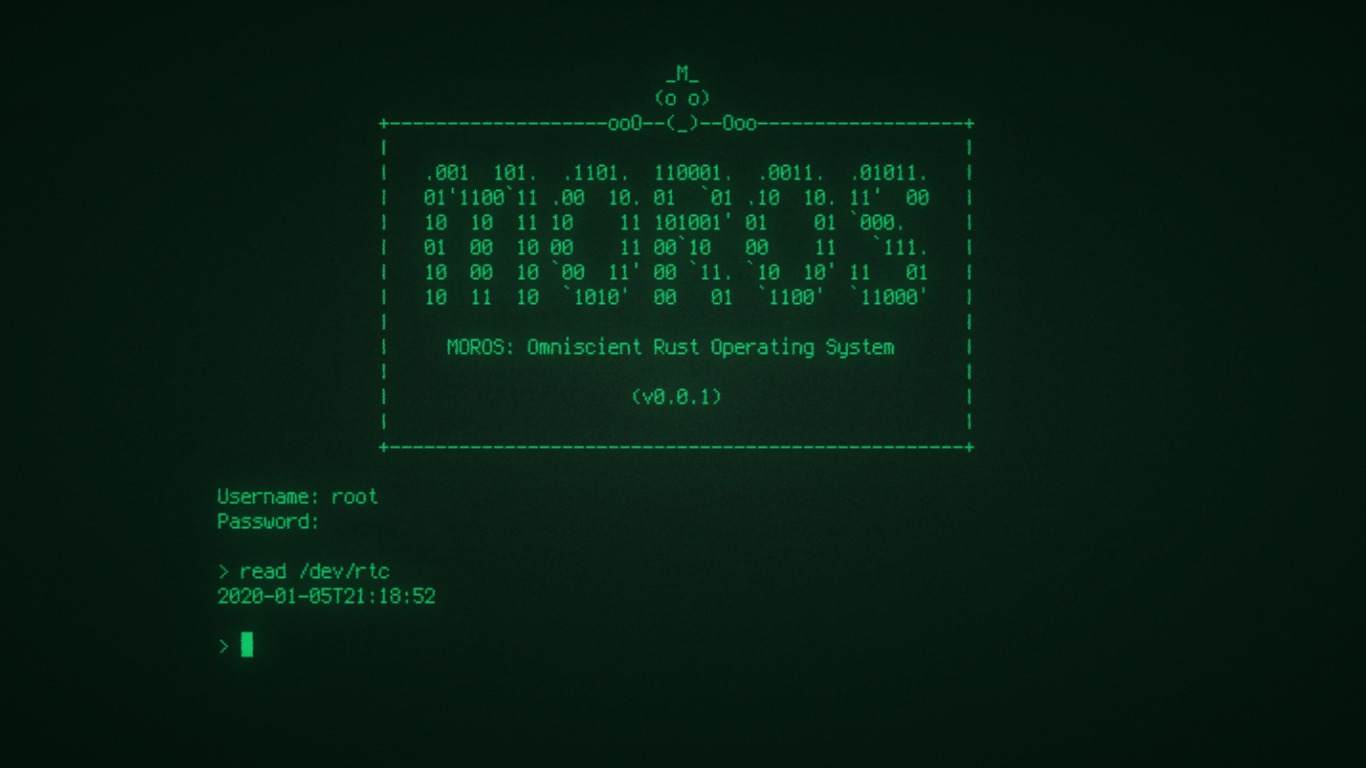 _M_
(o o)
+-------------------ooO--(_)--Ooo------------------+
.001  101.  .1101.  110001.  .0011.  .01011.
01'1100`11 .00  10. 01  `01 .10  10. 11'  00
10  10  11 10    11 101001' 01    01 `000.
01  00  10 00    11 00`10   00    11   `111.
10  00  10 `00  11' 00 `11. `10  10' 11   01
10  11  10  `1010'  00   01  `1100'  `11000'
MOROS: Omniscient Rust Operating System
(v0.0.1)
+--------------------------------------------------+
Username: root
Password:
> read /dev/rtc
2020-01-05T21:18:52
>